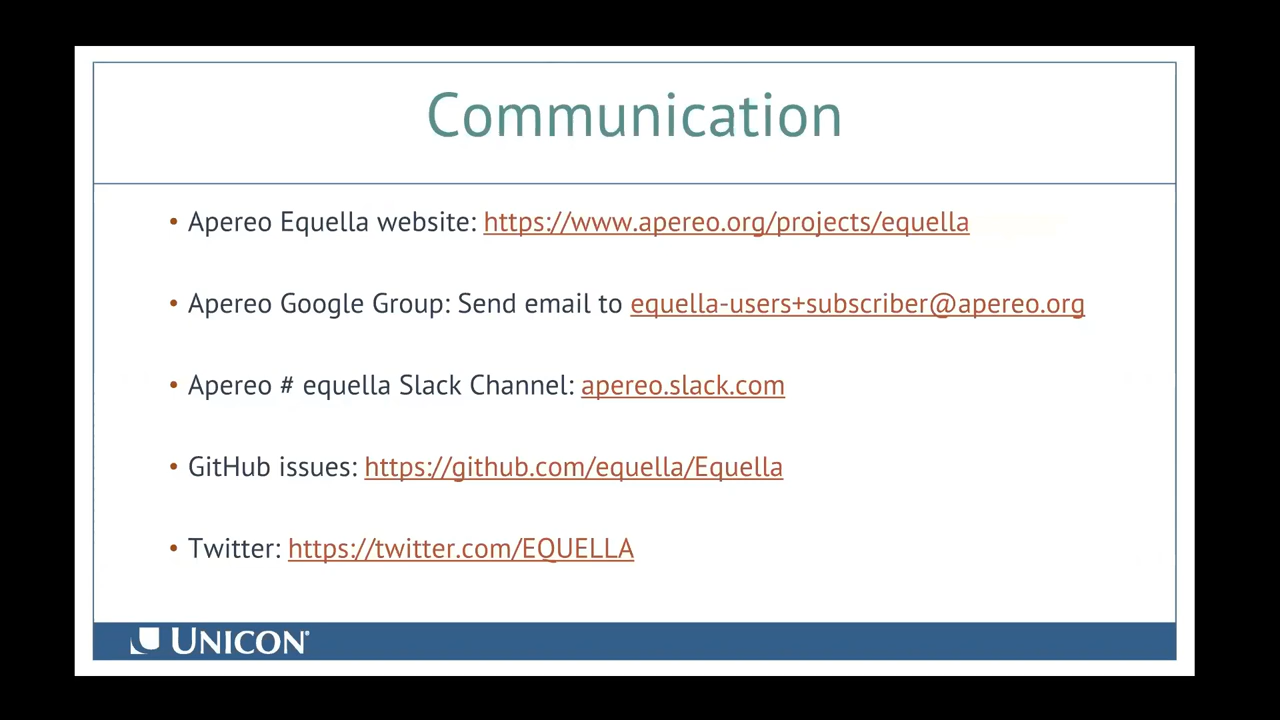 Communication
• Apereo Equella website: https://www.apereo.org/projects/equella
• Apereo Google Group: Send email to equella-users+subscriber@apereo.org
• Apereo # equella Slack Channel: apereo.slack.com
• GitHub issues: https://github.com/equella/Equella
• Twitter: https://twitter.com/EQUELLA
UNICON®